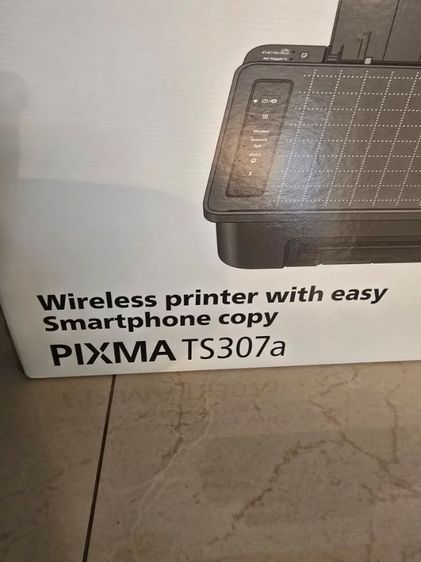 Wireless printer with easy
Smartphone copy
PIXMA TS307a